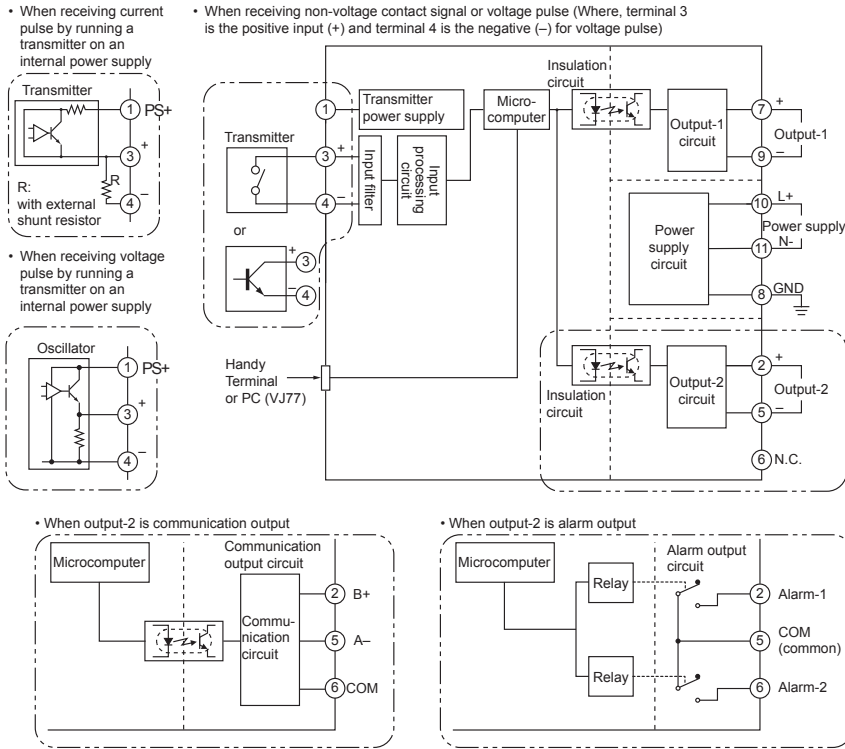 • When receiving current
pulse by running a
transmitter on an
internal power supply
Transmitter
1
PS+
3
+
R
4
–
R:
with external
shunt resistor
• When receiving voltage
pulse by running a
transmitter on an
internal power supply
Oscillator
1
PS+
3
+
4
–
• When receiving non-voltage contact signal or voltage pulse (Where, terminal 3
is the positive input (+) and terminal 4 is the negative (–) for voltage pulse)
Transmitter
1
3
+
4
–
or
+
3
–
4
Handy
Terminal
or PC (VJ77)
Transmitter
power supply
Input filter
Input
processing
circuit
Micro-
computer
Insulation
circuit
Output-1
circuit
7
+
Output-1
9
–
Power
supply
circuit
10
L+
Power supply
11
N-
8
GND
Insulation
circuit
Output-2
circuit
2
+
Output-2
5
–
6
N.C.
• When output-2 is communication output
Microcomputer
Communication
output circuit
Commu-
nication
circuit
2
B+
5
A–
6
COM
• When output-2 is alarm output
Microcomputer
Relay
Relay
Alarm output
circuit
2
Alarm-1
5
COM
(common)
6
Alarm-2